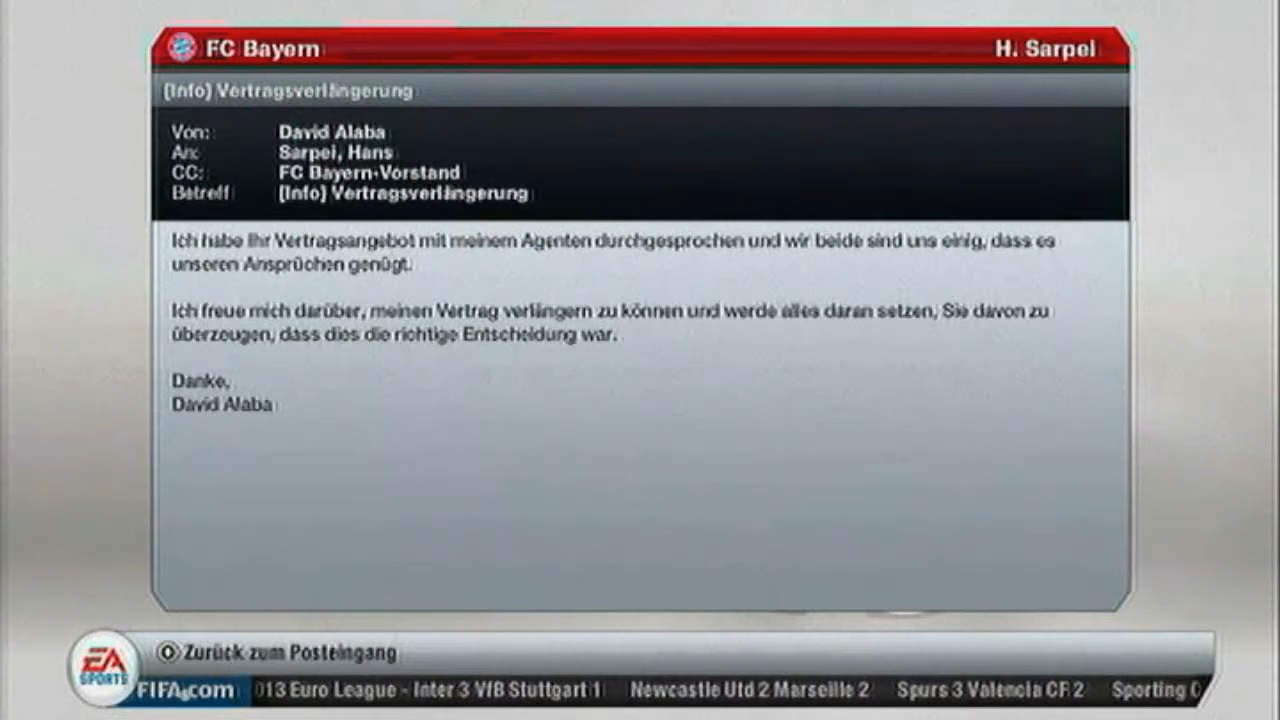 FC Bayern
H. Sarpei
(Info) Vertragsverlängerung
Von: David Alaba
An: Sarpei, Hans
CC: FC Bayern-Vorstand
Betreff: (Info) Vertragsverlängerung
Ich habe Ihr Vertragsangebot mit meinem Agenten durchgesprochen und wir beide sind uns einig, dass es
unseren Ansprüchen genügt.
Ich freue mich darüber, meinen Vertrag verlängern zu können und werde alles daran setzen, Sie davon zu
überzeugen, dass dies die richtige Entscheidung war.
Danke,
David Alaba
Zurück zum Posteingang
EA
SPORTS
FIFA.com
013 Euro League - Inter 3 VfB Stuttgart 1 Newcastle Utd 2 Marseille 2 Spurs 3 Valencia CF 2 Sporting